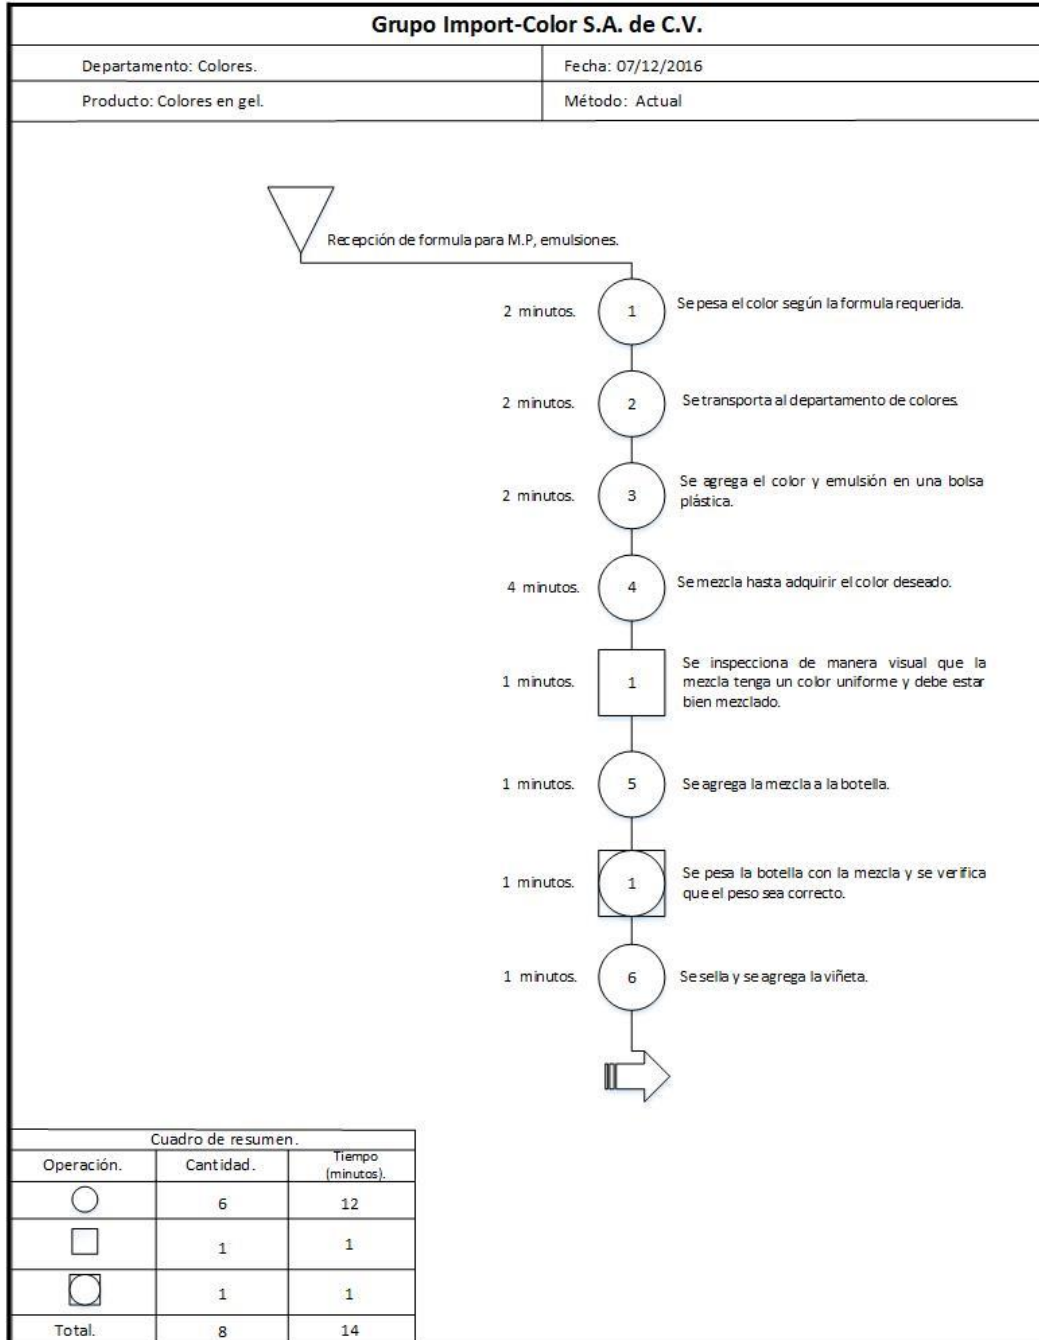 Grupo Import-Color S.A. de C.V.
Departamento: Colores.
Fecha: 07/12/2016
Producto: Colores en gel.
Método: Actual
Recepción de formula para M.P, emulsiones.
2 minutos.
1
Se pesa el color según la formula requerida.
2 minutos.
2
Se transporta al departamento de colores.
2 minutos.
3
Se agrega el color y emulsión en una bolsa
plástica.
4 minutos.
4
Se mezcla hasta adquirir el color deseado.
1 minutos.
1
Se inspecciona de manera visual que la
mezcla tenga un color uniforme y debe estar
bien mezclado.
1 minutos.
5
Se agrega la mezcla a la botella.
1 minutos.
1
Se pesa la botella con la mezcla y se verifica
que el peso sea correcto.
1 minutos.
6
Se sella y se agrega la viñeta.
Cuadro de resumen.
Operación.
Cantidad.
Tiempo
(minutos).
6
12
1
1
1
1
Total.
8
14